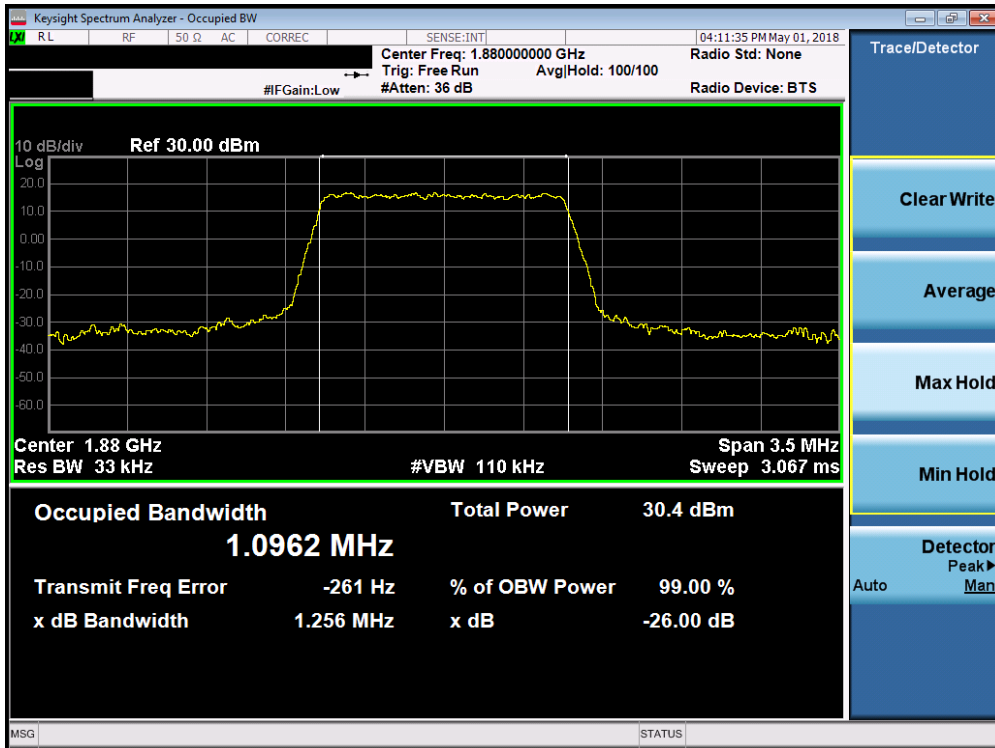 Keysight Spectrum Analyzer - Occupied BW
LXI RL RF 50 Ω AC CORREC SENSE:INT 04:11:35 PM May 01, 2018
Center Freq: 1.880000000 GHz Radio Std: None
Trig: Free Run Avg|Hold: 100/100
#IFGain:Low #Atten: 36 dB Radio Device: BTS
10 dB/div Ref 30.00 dBm
Log
20.0
10.0
0.00
-10.0
-20.0
-30.0
-40.0
-50.0
-60.0
Center 1.88 GHz Span 3.5 MHz
Res BW 33 kHz #VBW 110 kHz Sweep 3.067 ms
Occupied Bandwidth Total Power 30.4 dBm
1.0962 MHz
Transmit Freq Error -261 Hz % of OBW Power 99.00 %
x dB Bandwidth 1.256 MHz x dB -26.00 dB
MSG STATUS
Trace/Detector
Clear Write
Average
Max Hold
Min Hold
Detector
Peak▶
Auto Man